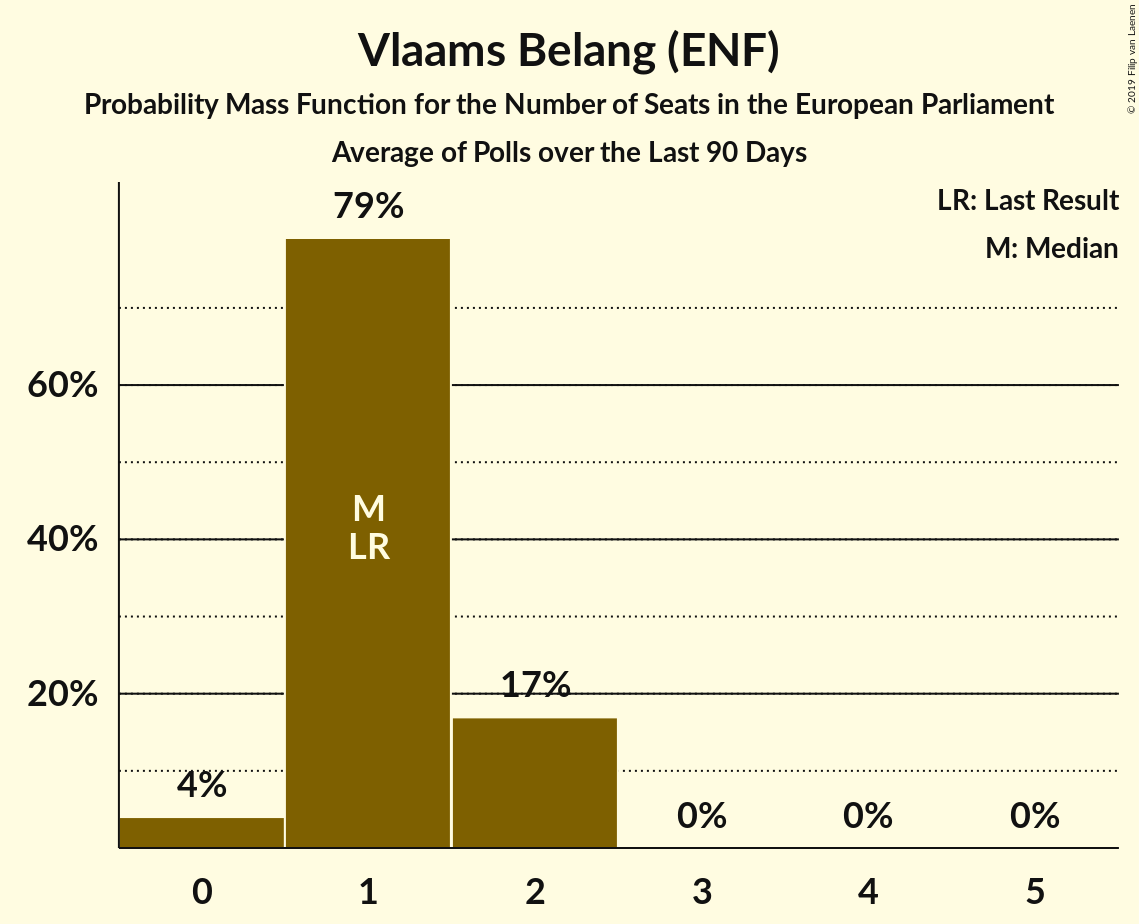 Vlaams Belang (ENF)
Probability Mass Function for the Number of Seats in the European Parliament
Average of Polls over the Last 90 Days
© 2019 Filip van Laenen
LR: Last Result
M: Median
79%
60%
M
LR
40%
17%
20%
4%
0%
0%
0%
0
1
2
3
4
5